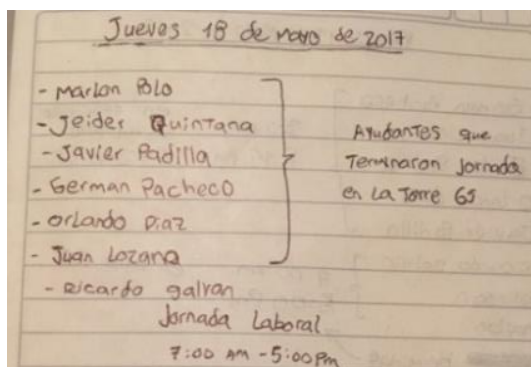 Jueves 18 de mayo de 2017
- Marlon Polo
- Jeider Quintana
- Javier Padilla
- German Pacheco
- Orlando Diaz
- Juan Lozano
- Ricardo galvan
Ayudantes que
Terminaron Jornada
en La Torre 65
Jornada Laboral
7:00 AM - 5:00 Pm